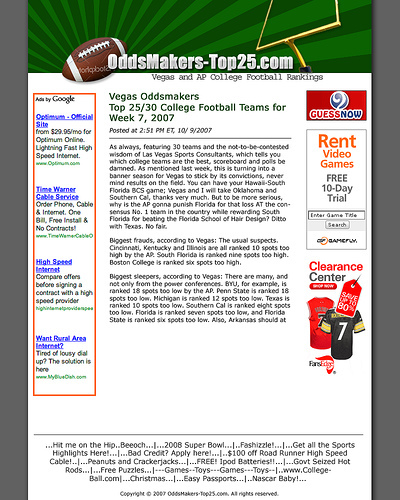 OddsMakers-Top25.com
Vegas and AP College Football Rankings
Ads by Google
Optimum - Official
Site
from $29.95/mo for
Optimum Online.
Lightning Fast High
Speed Internet.
www.Optimum.com
Time Warner
Cable Service
Order Phone, Cable
& Internet. One
Bill, Free Install &
No Contracts!
www.TimeWarnerCableO
High Speed
Internet
Compare offers
before signing a
contract with a high
speed provider
highinternetprovidersspee
Want Rural Area
Internet?
Tired of lousy dial
up? The solution is
here
www.MyBlueDish.com
Vegas Oddsmakers
Top 25/30 College Football Teams for
Week 7, 2007
Posted at 2:51 PM ET, 10/ 9/2007
As always, featuring 30 teams and the not-to-be-contested
wisdom of Las Vegas Sports Consultants, which tells you
which college teams are the best, scoreboard and polls be
damned. As mentioned last week, this is turning into a
banner season for Vegas to stick by its convictions, never
mind results on the field. You can have your Hawaii-South
Florida BCS game; Vegas and I will take Oklahoma and
Southern Cal, thanks very much. But to be more serious,
why is the AP gonna punish Florida for that loss AT the con-
sensus No. 1 team in the country while rewarding South
Florida for beating the Florida School of Hair Design? Ditto
with Texas. No fair.
Biggest frauds, according to Vegas: The usual suspects.
Cincinnati, Kentucky and Illinois are all ranked 10 spots too
high by the AP. South Florida is ranked nine spots too high.
Boston College is ranked six spots too high.
Biggest sleepers, according to Vegas: There are many, and
not only from the power conferences. BYU, for example, is
ranked 18 spots too low by the AP. Penn State is ranked 18
spots too low. Michigan is ranked 12 spots too low. Texas is
ranked 10 spots too low. Southern Cal is ranked eight spots
too low. Florida is ranked seven spots too low, and Florida
State is ranked six spots too low. Also, Arkansas should at
GUESSNOW
Rent
Video
Games
FREE
10-Day
Trial
Enter Game Title
Search
GAMEFLY.
Clearance
Center
SHOP NOW
SAVE
UP TO
80%
7
FansEdge
...Hit me on the Hip..Beeoch...|...2008 Super Bowl...|..Fashizzle!...|...Get all the Sports
Highlights Here!...|...Bad Credit? Apply here!...|..$100 off Road Runner High Speed
Cable!..|...Peanuts and Crackerjacks...|...FREE! Ipod Batteries!!..|...Govt Seized Hot
Rods...|...Free Puzzles...|---Games--Toys---Games---Toys--|..www.College-
Ball.com|...Christmas...|...Easy Passports...|..Nascar Baby!...
Copyright © 2007 OddsMakers-Top25.com. All rights reserved.